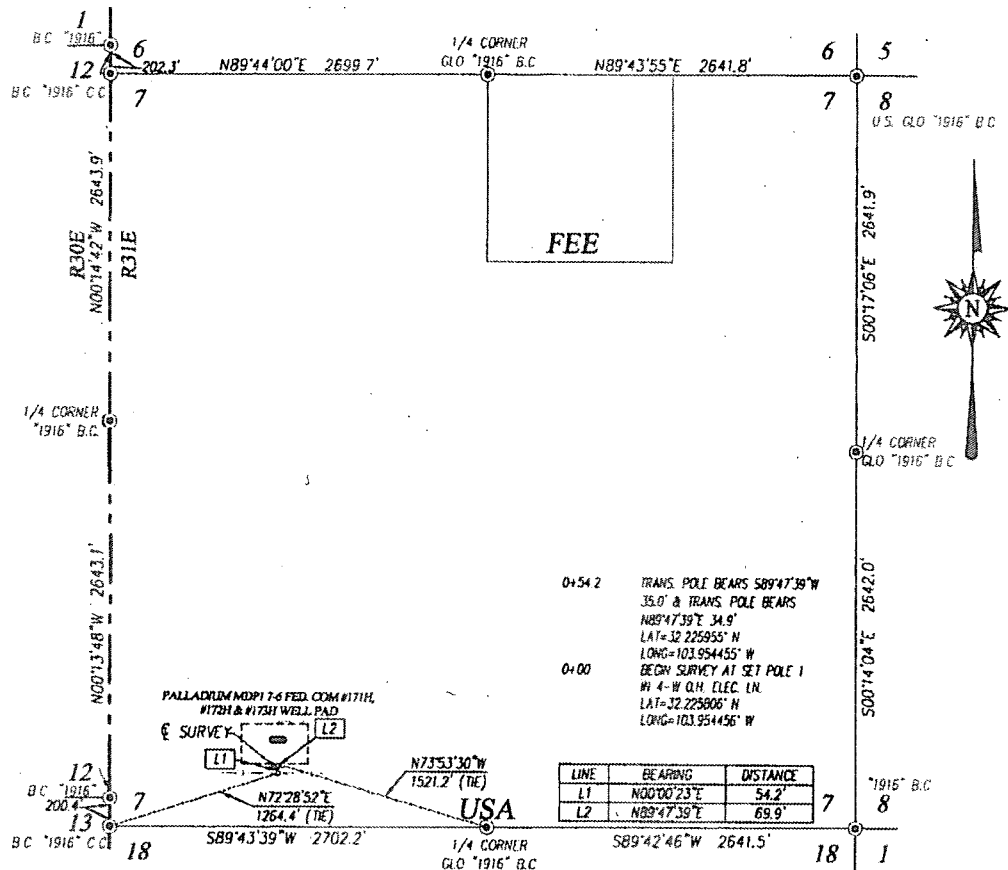 1
B.C. "1916"
6
1/4 CORNER
GLO "1916" B.C
6
5
12
202.3'
N89°44'00"E 2699.7'
N89°43'55"E 2641.8'
B.C. "1916" C.C
7
7
8
U.S. GLO "1916" B.C
N00°14'42"W 2643.9'
R30E
R31E
FEE
S00°17'06"E 2641.9'
N
1/4 CORNER
"1916" B.C.
1/4 CORNER
GLO "1916" B.C
N00°13'48"W 2643.1'
S00°14'04"E 2642.0'
0+54.2 TRANS. POLE BEARS S89°47'39"W
35.0' & TRANS. POLE BEARS
N89°47'39"E 34.9'
LAT=32.225955° N
LONG=103.954455° W
0+00 BEGIN SURVEY AT SET POLE 1
IN 4-W O.H. ELEC. LN.
LAT=32.225806° N
LONG=103.954456° W
PALLADIUM MDP1 7-6 FED. COM #171H,
#172H & #173H WELL PAD
℄ SURVEY
L2
L1
N73°53'30"W
1521.2' (TIE)
LINE BEARING DISTANCE
L1 N00°00'23"E 54.2'
L2 N89°47'39"E 69.9'
12
B.C "1916"
200.4'
7
N72°28'52"E
1264.4' (TIE)
USA
7
8
"1916" B.C
13
B.C "1916" C.C
18
S89°43'39"W 2702.2'
1/4 CORNER
GLO "1916" B.C
S89°42'46"W 2641.5'
18
1